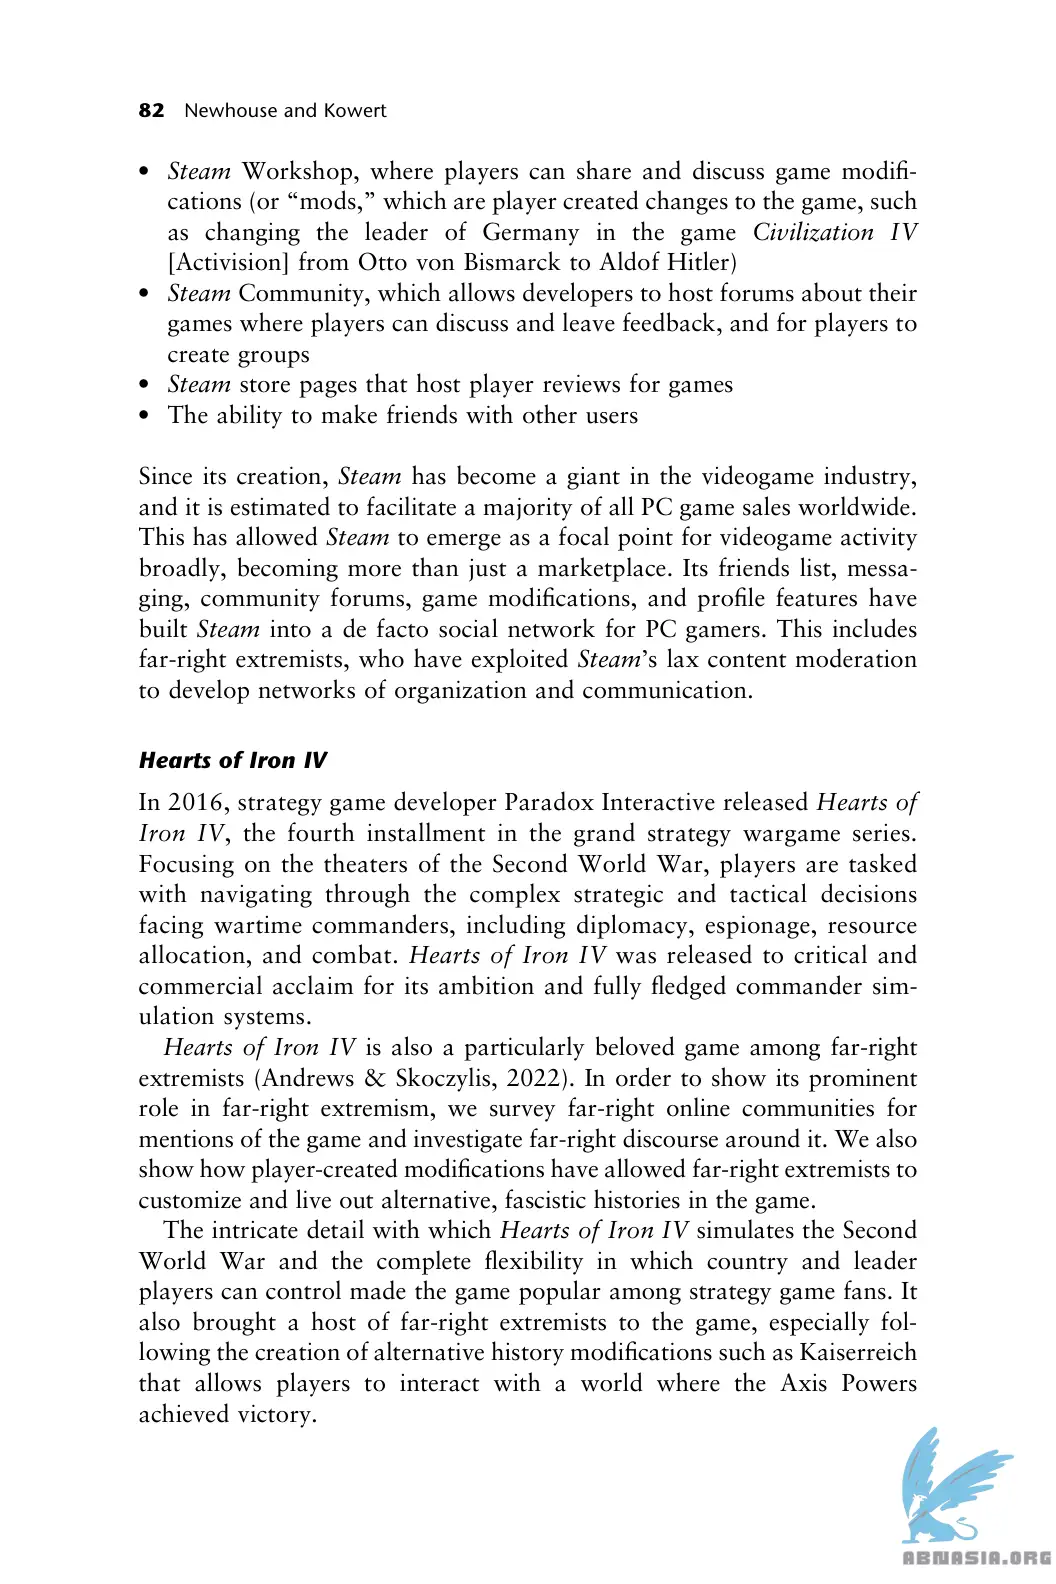 82 Newhouse and Kowert
• Steam Workshop, where players can share and discuss game modifi-
cations (or “mods,” which are player created changes to the game, such
as changing the leader of Germany in the game Civilization IV
[Activision] from Otto von Bismarck to Aldof Hitler)
• Steam Community, which allows developers to host forums about their
games where players can discuss and leave feedback, and for players to
create groups
• Steam store pages that host player reviews for games
• The ability to make friends with other users
Since its creation, Steam has become a giant in the videogame industry,
and it is estimated to facilitate a majority of all PC game sales worldwide.
This has allowed Steam to emerge as a focal point for videogame activity
broadly, becoming more than just a marketplace. Its friends list, messa-
ging, community forums, game modifications, and profile features have
built Steam into a de facto social network for PC gamers. This includes
far-right extremists, who have exploited Steam’s lax content moderation
to develop networks of organization and communication.
Hearts of Iron IV
In 2016, strategy game developer Paradox Interactive released Hearts of
Iron IV, the fourth installment in the grand strategy wargame series.
Focusing on the theaters of the Second World War, players are tasked
with navigating through the complex strategic and tactical decisions
facing wartime commanders, including diplomacy, espionage, resource
allocation, and combat. Hearts of Iron IV was released to critical and
commercial acclaim for its ambition and fully fledged commander sim-
ulation systems.
Hearts of Iron IV is also a particularly beloved game among far-right
extremists (Andrews & Skoczylis, 2022). In order to show its prominent
role in far-right extremism, we survey far-right online communities for
mentions of the game and investigate far-right discourse around it. We also
show how player-created modifications have allowed far-right extremists to
customize and live out alternative, fascistic histories in the game.
The intricate detail with which Hearts of Iron IV simulates the Second
World War and the complete flexibility in which country and leader
players can control made the game popular among strategy game fans. It
also brought a host of far-right extremists to the game, especially fol-
lowing the creation of alternative history modifications such as Kaiserreich
that allows players to interact with a world where the Axis Powers
achieved victory.
ABNASIA.ORG